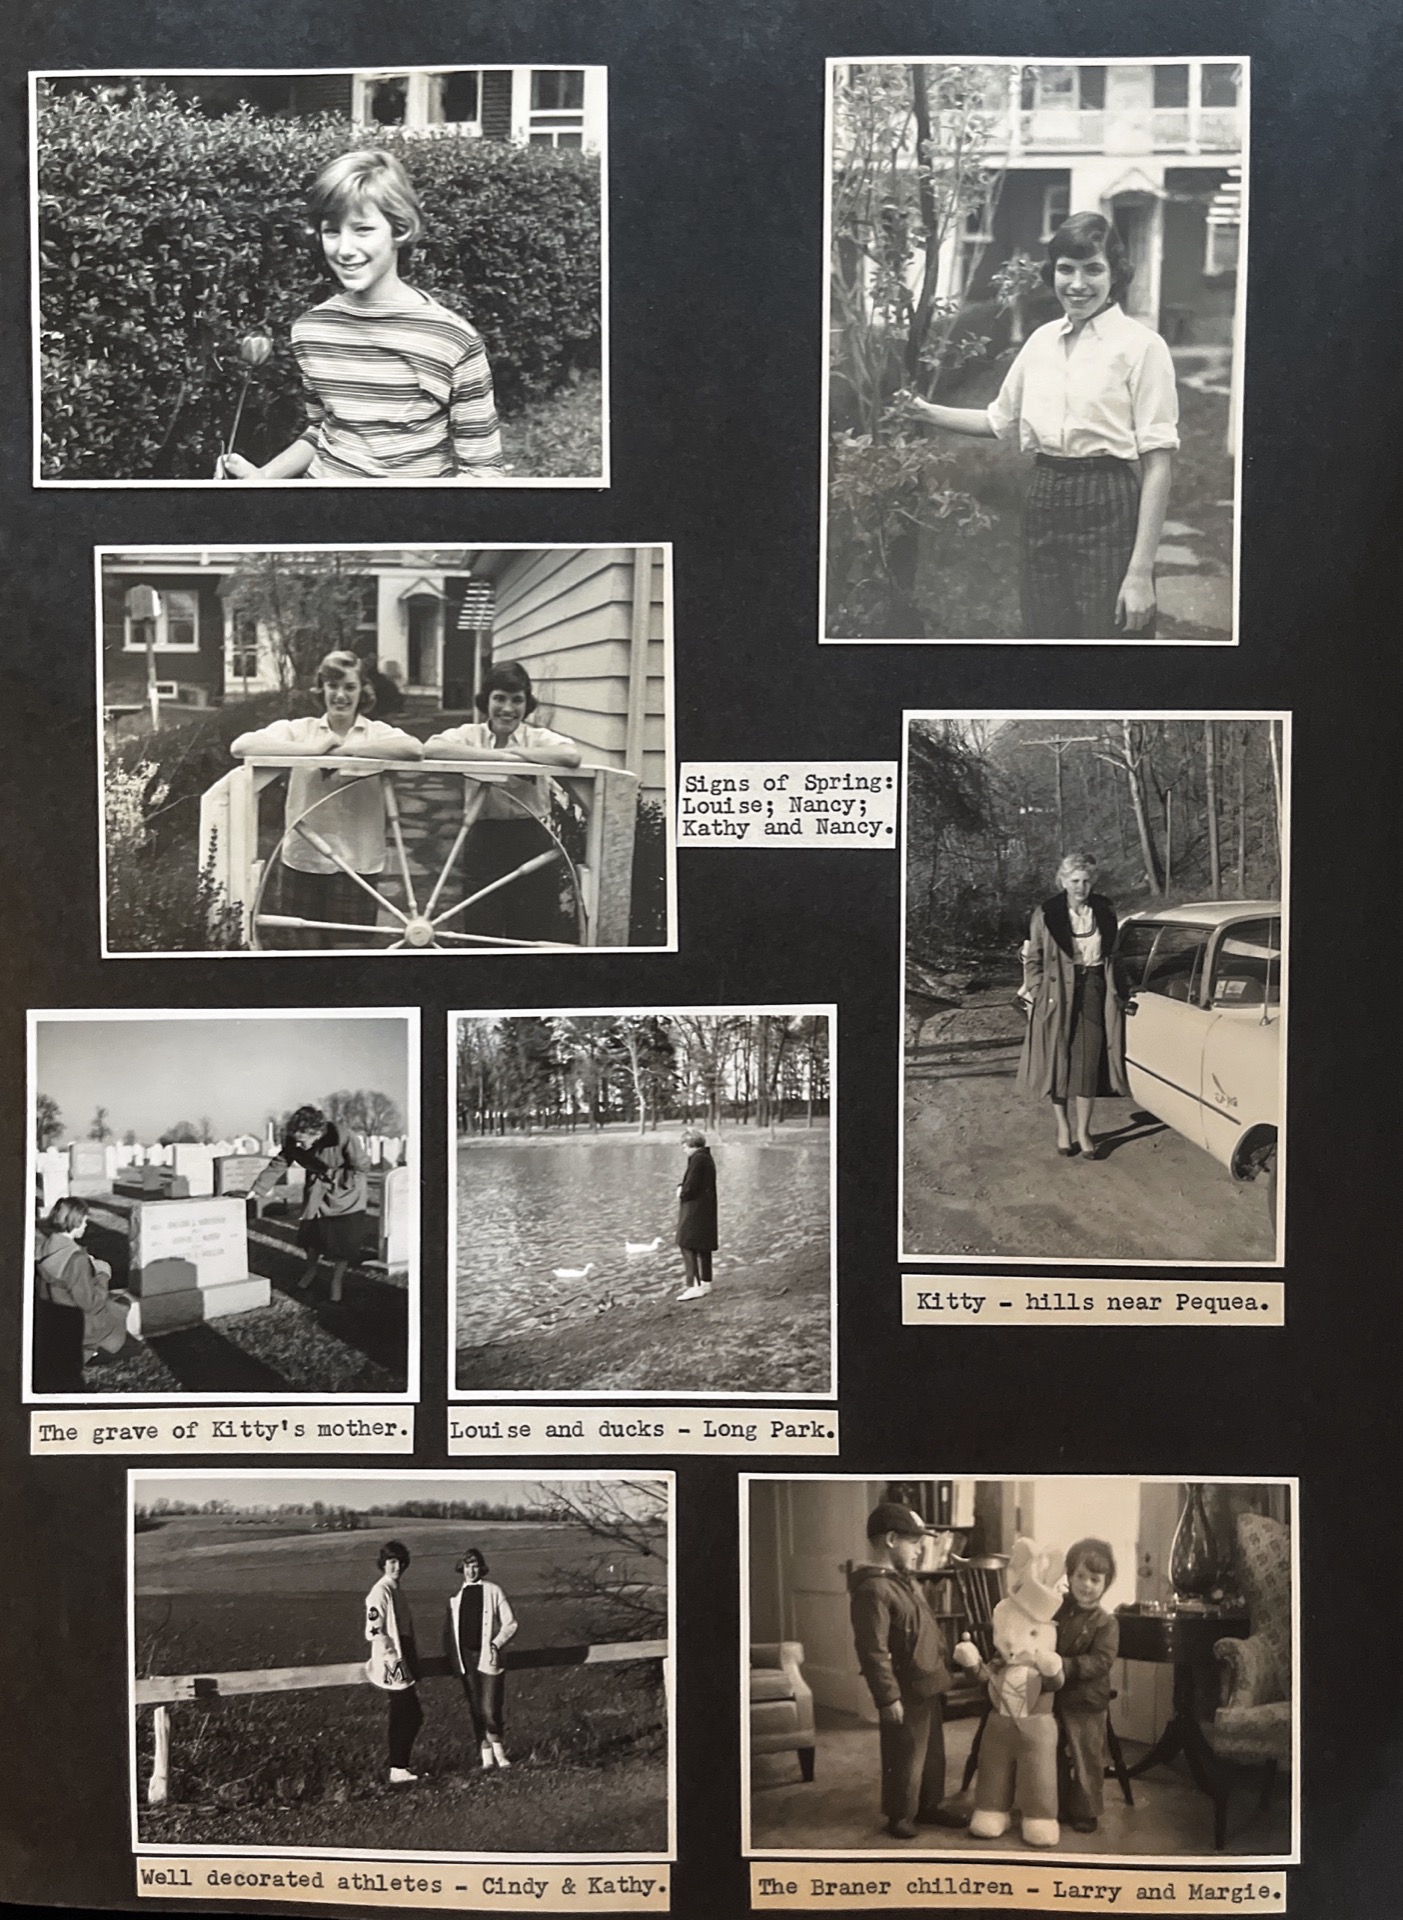 Signs of Spring:
Louise; Nancy;
Kathy and Nancy.
Kitty - hills near Pequea.
The grave of Kitty's mother.
Louise and ducks - Long Park.
M
Well decorated athletes - Cindy & Kathy.
The Braner children - Larry and Margie.